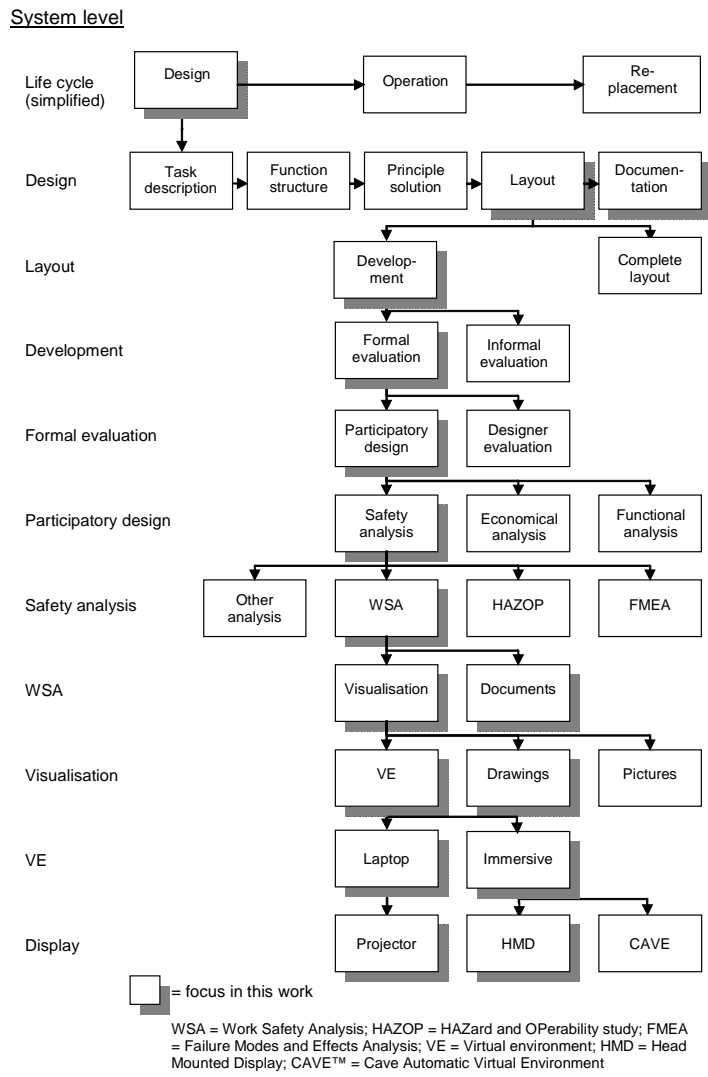 System level
Life cycle
(simplified)
Design
Operation
Re-
placement
Design
Task
description
Function
structure
Principle
solution
Layout
Documen-
tation
Layout
Develop-
ment
Complete
layout
Development
Formal
evaluation
Informal
evaluation
Formal evaluation
Participatory
design
Designer
evaluation
Participatory design
Safety
analysis
Economical
analysis
Functional
analysis
Safety analysis
Other
analysis
WSA
HAZOP
FMEA
WSA
Visualisation
Documents
Visualisation
VE
Drawings
Pictures
VE
Laptop
Immersive
Display
Projector
HMD
CAVE
= focus in this work
WSA = Work Safety Analysis; HAZOP = HAZard and OPerability study; FMEA
= Failure Modes and Effects Analysis; VE = Virtual environment; HMD = Head
Mounted Display; CAVE™ = Cave Automatic Virtual Environment